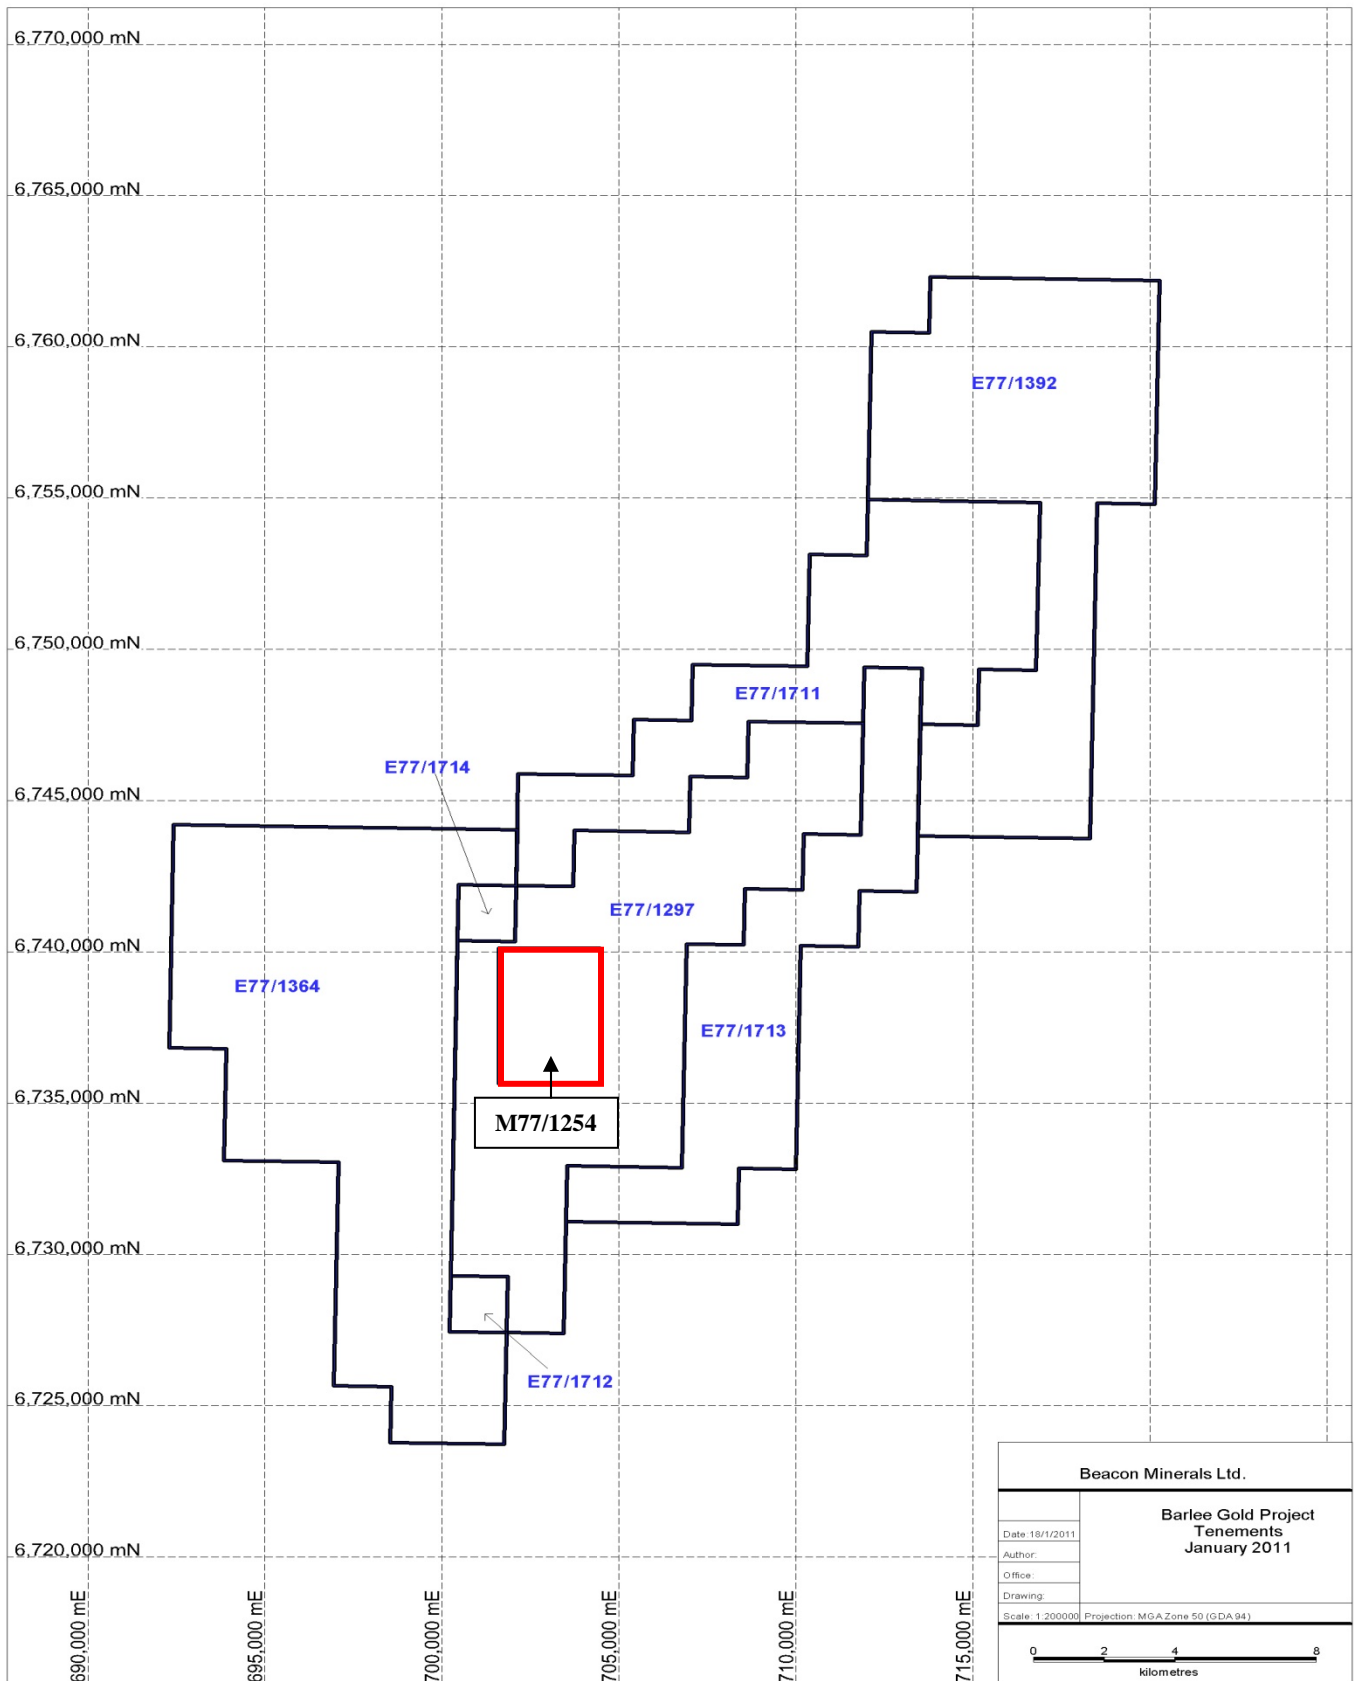 6,770,000 mN
6,765,000 mN
6,760,000 mN
E77/1392
6,755,000 mN
6,750,000 mN
E77/1711
E77/1714
6,745,000 mN
E77/1297
6,740,000 mN
E77/1364
E77/1713
6,735,000 mN
M77/1254
6,730,000 mN
E77/1712
6,725,000 mN
6,720,000 mN
690,000 mE
695,000 mE
700,000 mE
705,000 mE
710,000 mE
715,000 mE
Beacon Minerals Ltd.
Barlee Gold Project
Tenements
January 2011
Date:18/1/2011
Author:
Office:
Drawing:
Scale: 1:200000 Projection: MGA Zone 50 (GDA 94)
0 2 4 8
kilometres